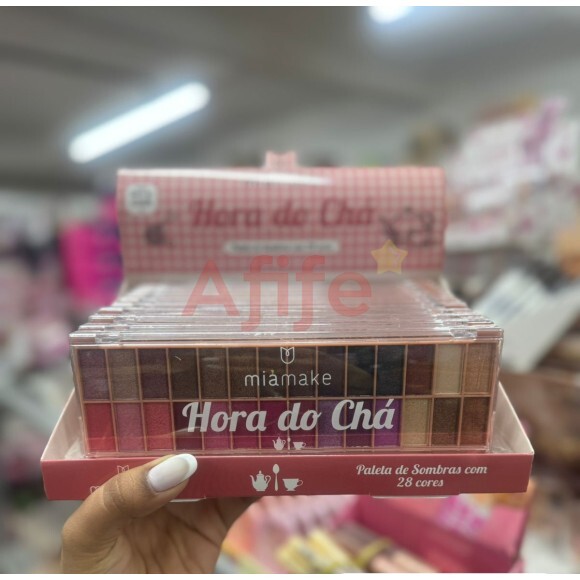 Hora do Chá
Afife
miamake
Hora do Chá
Paleta de Sombras com
28 cores